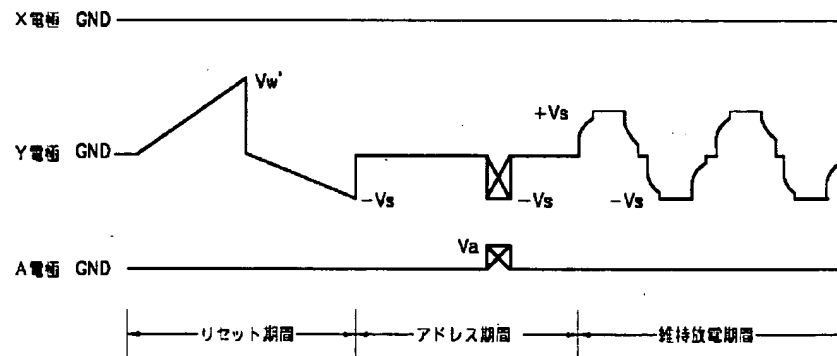 X電極 GND
Vw'
+Vs
Y電極 GND
-Vs
-Vs
-Vs
Va
A電極 GND
リセット期間
アドレス期間
維持放電期間